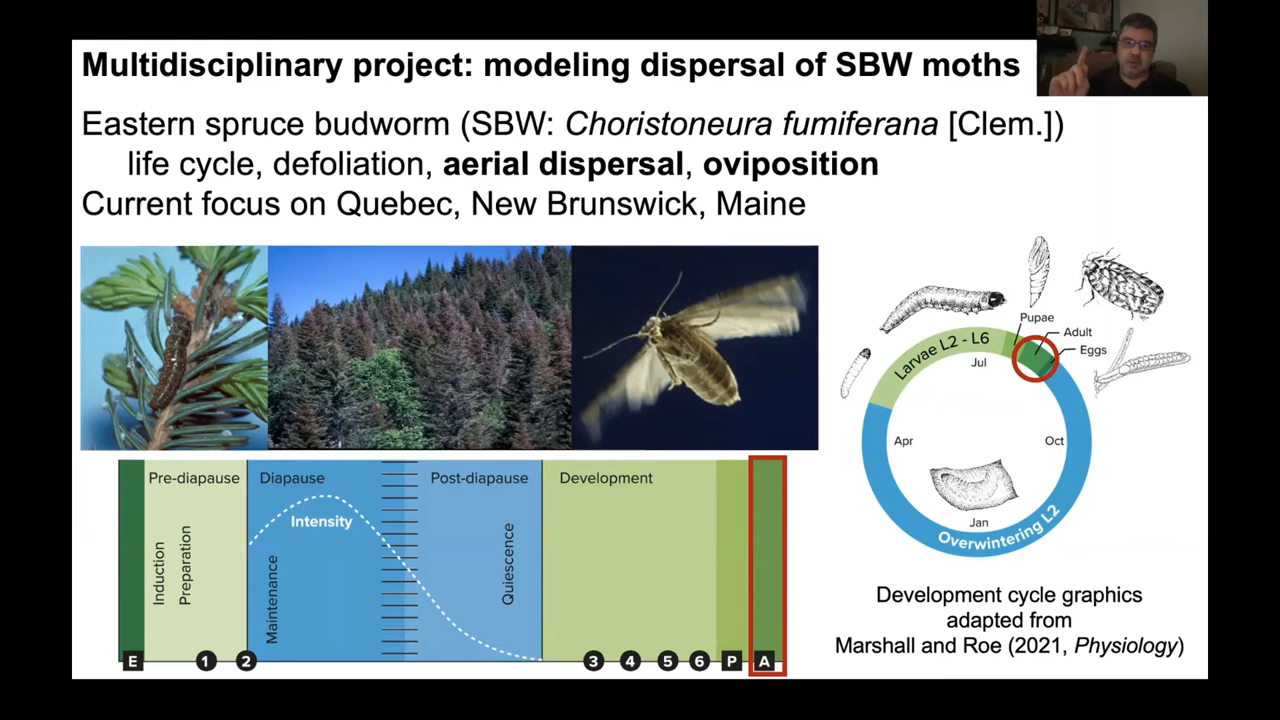 Multidisciplinary project: modeling dispersal of SBW moths
Eastern spruce budworm (SBW: Choristoneura fumiferana [Clem.])
life cycle, defoliation, aerial dispersal, oviposition
Current focus on Quebec, New Brunswick, Maine
Pupae
Adult
Eggs
Larvae L2 - L6
Jul
Apr
Oct
Jan
Overwintering L2
Pre-diapause
Diapause
Post-diapause
Development
Intensity
Induction
Preparation
Maintenance
Quiescence
E 1 2 3 4 5 6 P A
Development cycle graphics
adapted from
Marshall and Roe (2021, Physiology)